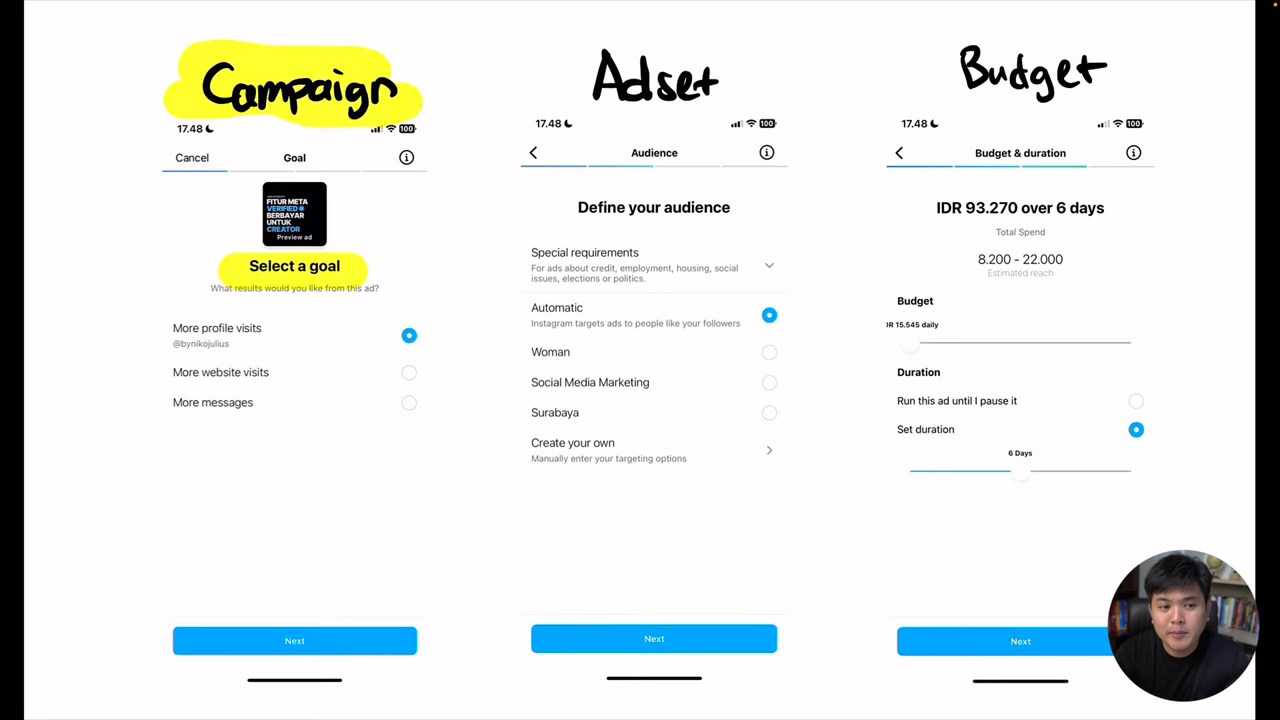 Campaign
17.48
100
Cancel
Goal
FITUR META
VERIFIED
BERBAYAR
UNTUK
CREATOR
Preview ad
Select a goal
What results would you like from this ad?
More profile visits
@bynikojulius
More website visits
More messages
Next
Adset
17.48
100
Audience
Define your audience
Special requirements
For ads about credit, employment, housing, social
issues, elections or politics.
Automatic
Instagram targets ads to people like your followers
Woman
Social Media Marketing
Surabaya
Create your own
Manually enter your targeting options
Next
Budget
17.48
100
Budget & duration
IDR 93.270 over 6 days
Total Spend
8.200 - 22.000
Estimated reach
Budget
DR 15.545 daily
Duration
Run this ad until I pause it
Set duration
6 Days
Next